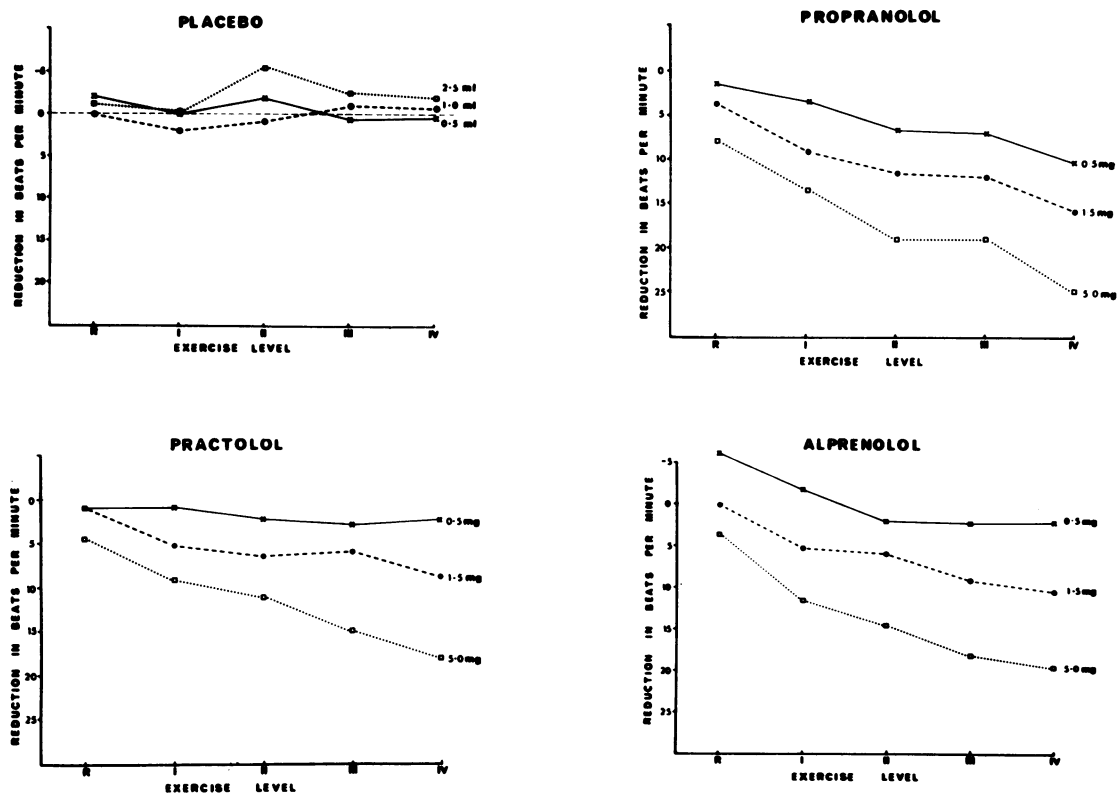 PLACEBO
REDUCTION IN BEATS PER MINUTE
-5
0
5
10
15
20
2·5 ml
1·0 ml
0·5 ml
R I II III IV
EXERCISE LEVEL
PROPRANOLOL
REDUCTION IN BEATS PER MINUTE
0
5
10
15
20
25
0·5 mg
1·5 mg
5·0 mg
R I II III IV
EXERCISE LEVEL
PRACTOLOL
REDUCTION IN BEATS PER MINUTE
0
5
10
15
20
25
0·5 mg
1·5 mg
5·0 mg
R I II III IV
EXERCISE LEVEL
ALPRENOLOL
REDUCTION IN BEATS PER MINUTE
-5
0
5
10
15
20
25
0·5 mg
1·5 mg
5·0 mg
R I II III IV
EXERCISE LEVEL